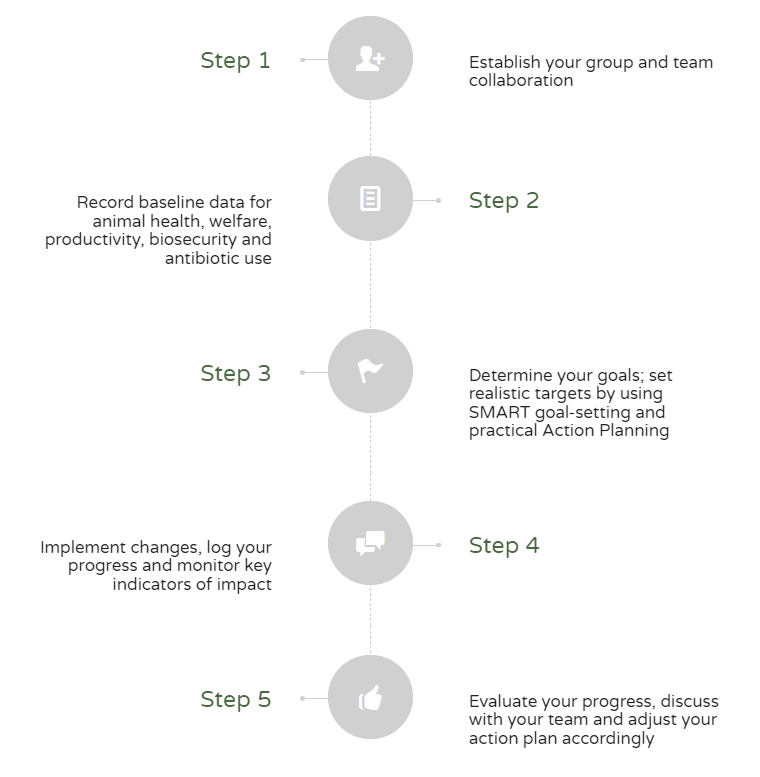 Step 1
Establish your group and team
collaboration
Step 2
Record baseline data for
animal health, welfare,
productivity, biosecurity and
antibiotic use
Step 3
Determine your goals; set
realistic targets by using
SMART goal-setting and
practical Action Planning
Step 4
Implement changes, log your
progress and monitor key
indicators of impact
Step 5
Evaluate your progress, discuss
with your team and adjust your
action plan accordingly